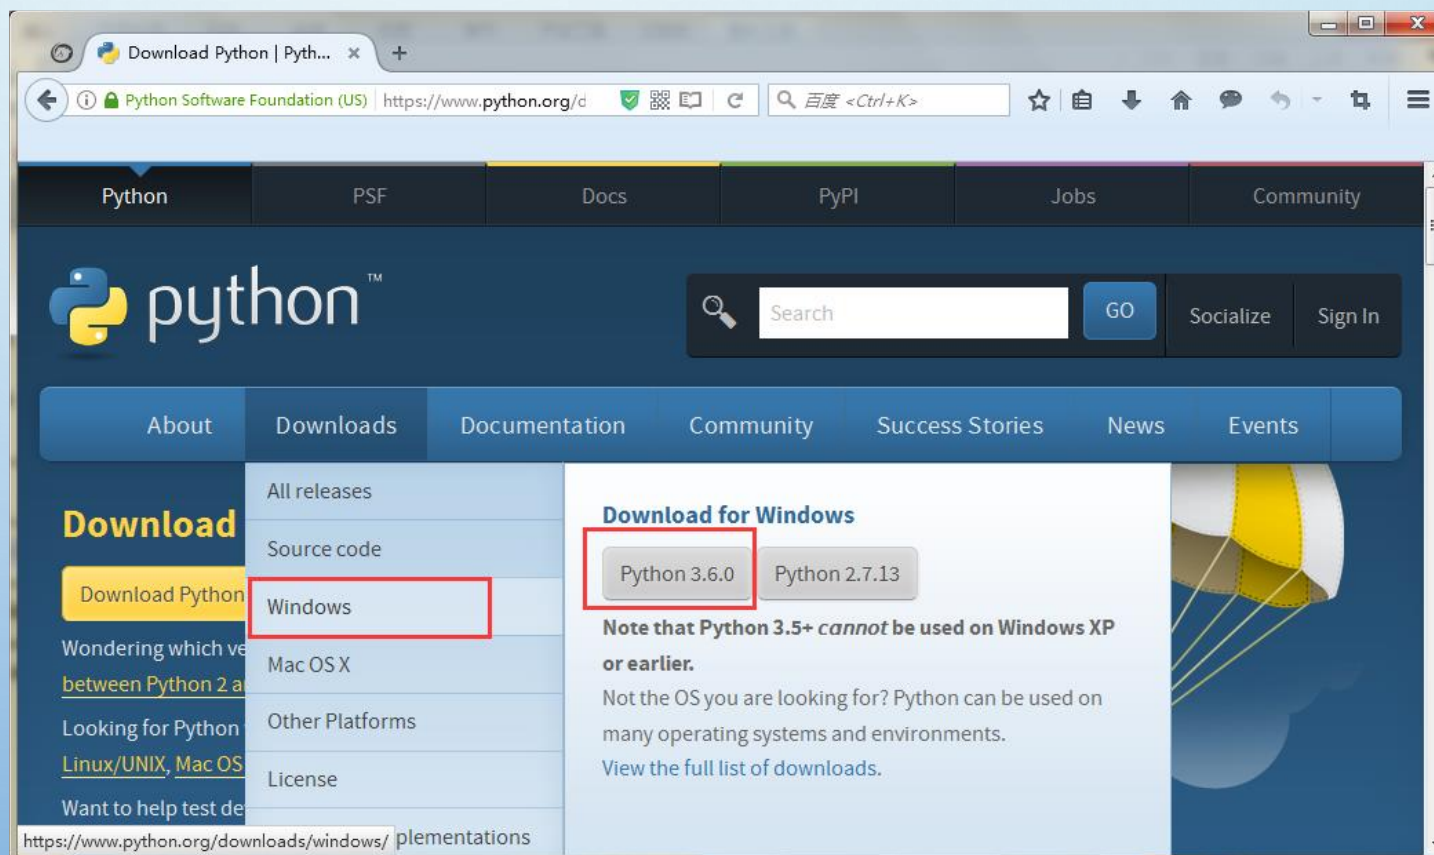 Download Python | Pyth...
Python Software Foundation (US) https://www.python.org/d
百度 <Ctrl+K>
Python PSF Docs PyPI Jobs Community
python™
Search GO Socialize Sign In
About Downloads Documentation Community Success Stories News Events
Download
Download Python
Wondering which ve
between Python 2 a
Looking for Python
Linux/UNIX, Mac OS
Want to help test de
All releases
Source code
Windows
Mac OS X
Other Platforms
License
plementations
Download for Windows
Python 3.6.0 Python 2.7.13
Note that Python 3.5+ cannot be used on Windows XP
or earlier.
Not the OS you are looking for? Python can be used on
many operating systems and environments.
View the full list of downloads.
https://www.python.org/downloads/windows/